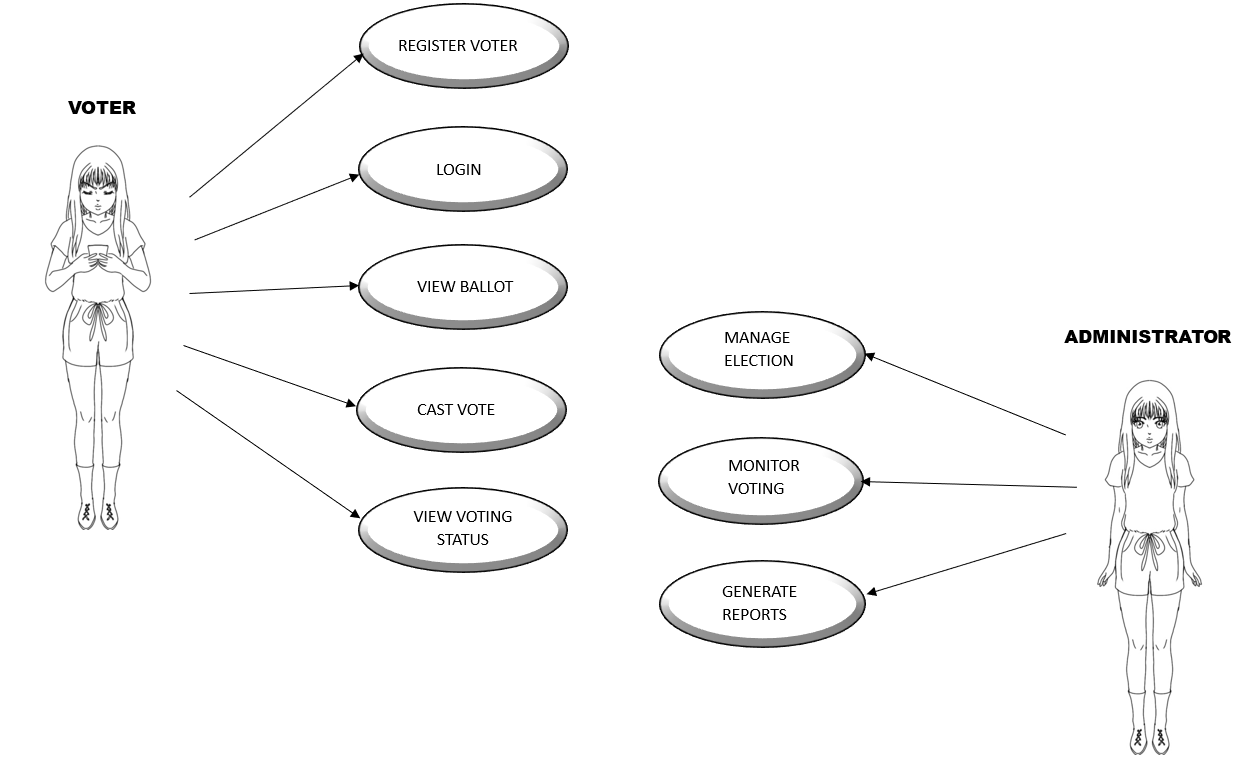 REGISTER VOTER
VOTER
LOGIN
VIEW BALLOT
CAST VOTE
VIEW VOTING
STATUS
ADMINISTRATOR
MANAGE
ELECTION
MONITOR
VOTING
GENERATE
REPORTS